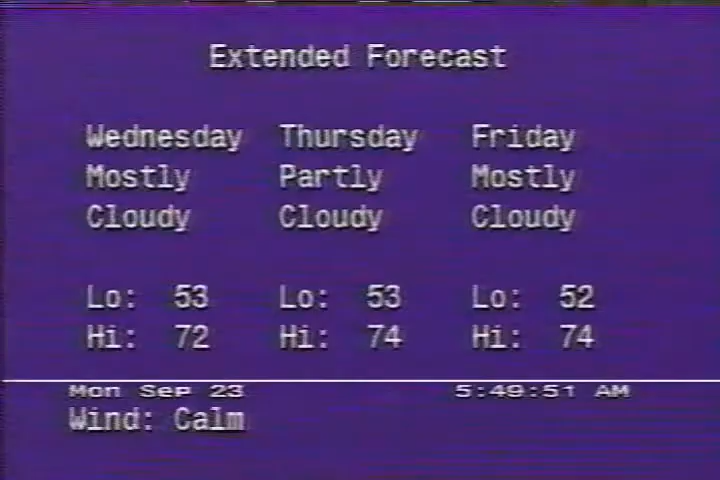 Extended Forecast
Wednesday Thursday Friday
Mostly Partly Mostly
Cloudy Cloudy Cloudy
Lo: 53 Lo: 53 Lo: 52
Hi: 72 Hi: 74 Hi: 74
Mon Sep 23 5:49:51 AM
Wind: Calm